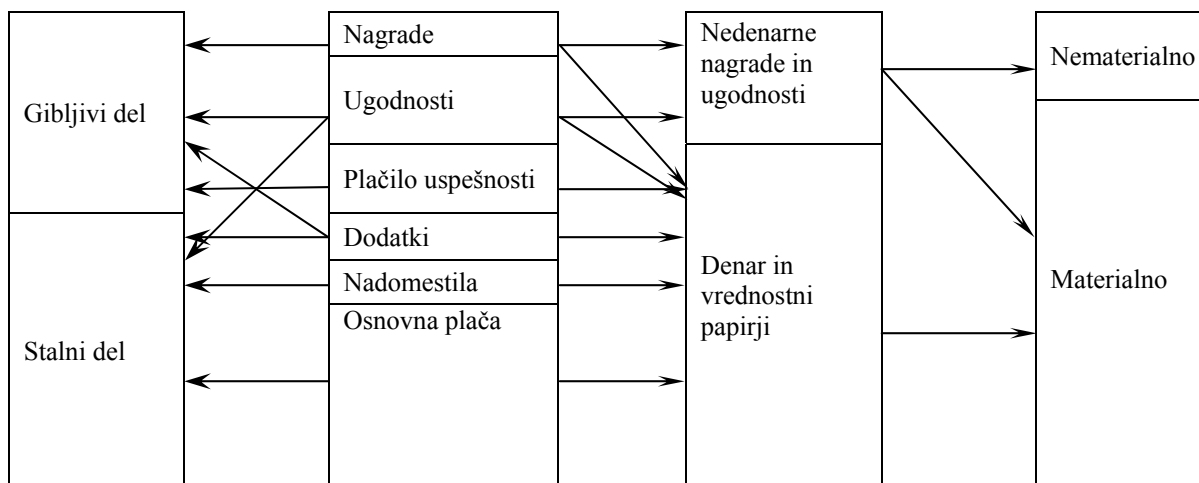 Gibljivi del
Stalni del
Nagrade
Ugodnosti
Plačilo uspešnosti
Dodatki
Nadomestila
Osnovna plača
Nedenarne
nagrade in
ugodnosti
Denar in
vrednostni
papirji
Nematerialno
Materialno